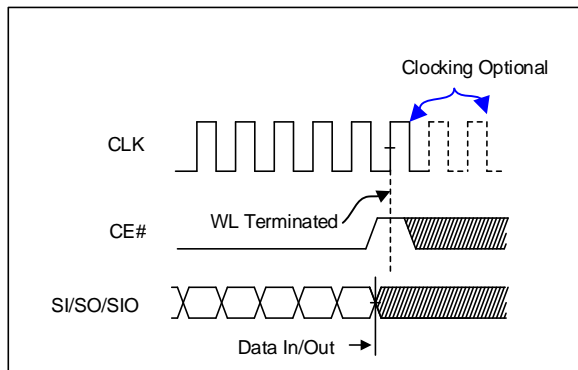 Clocking Optional
CLK
WL Terminated
CE#
SI/SO/SIO
Data In/Out